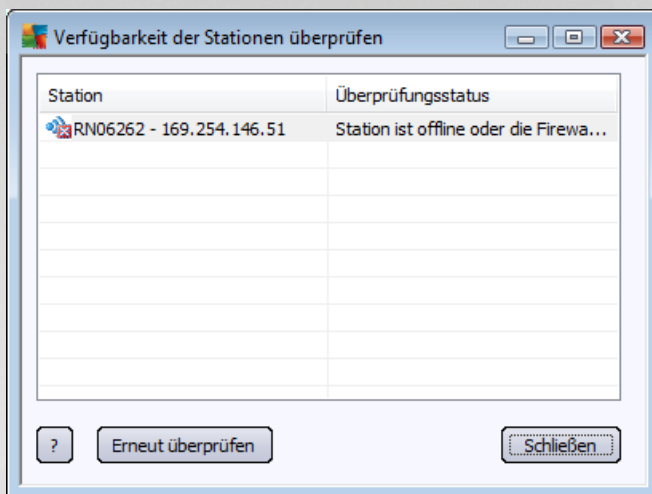 Verfügbarkeit der Stationen überprüfen
Station Überprüfungsstatus
RN06262 - 169.254.146.51 Station ist offline oder die Firewa...
? Erneut überprüfen Schließen